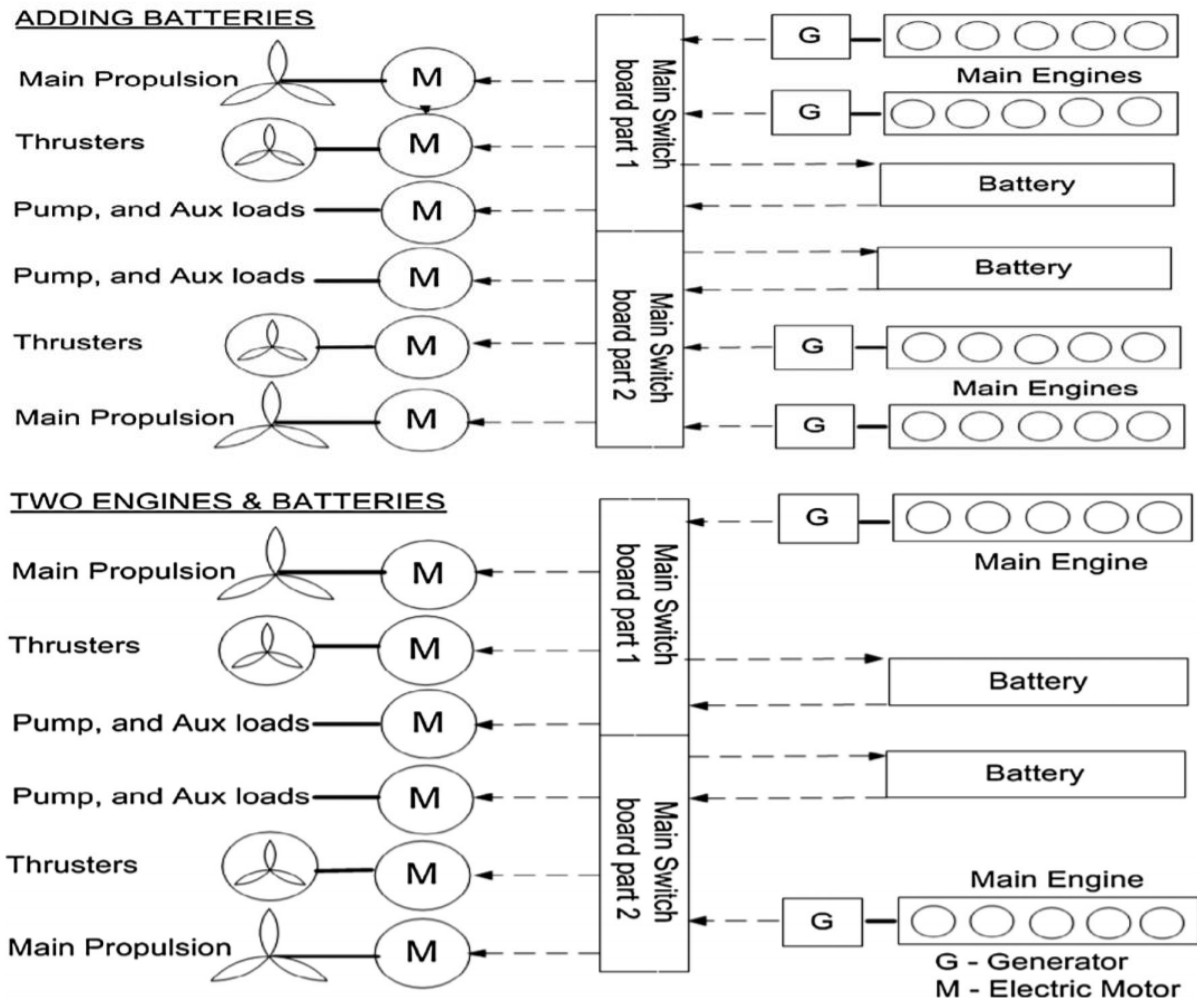 ADDING BATTERIES
Main Propulsion
M
Thrusters
M
Pump, and Aux loads
M
Pump, and Aux loads
M
Thrusters
M
Main Propulsion
M
Main Switch
board part 1
Main Switch
board part 2
G
Main Engines
G
Battery
Battery
G
Main Engines
G
TWO ENGINES & BATTERIES
Main Propulsion
M
Thrusters
M
Pump, and Aux loads
M
Pump, and Aux loads
M
Thrusters
M
Main Propulsion
M
Main Switch
board part 1
Main Switch
board part 2
G
Main Engine
Battery
Battery
Main Engine
G
G - Generator
M - Electric Motor